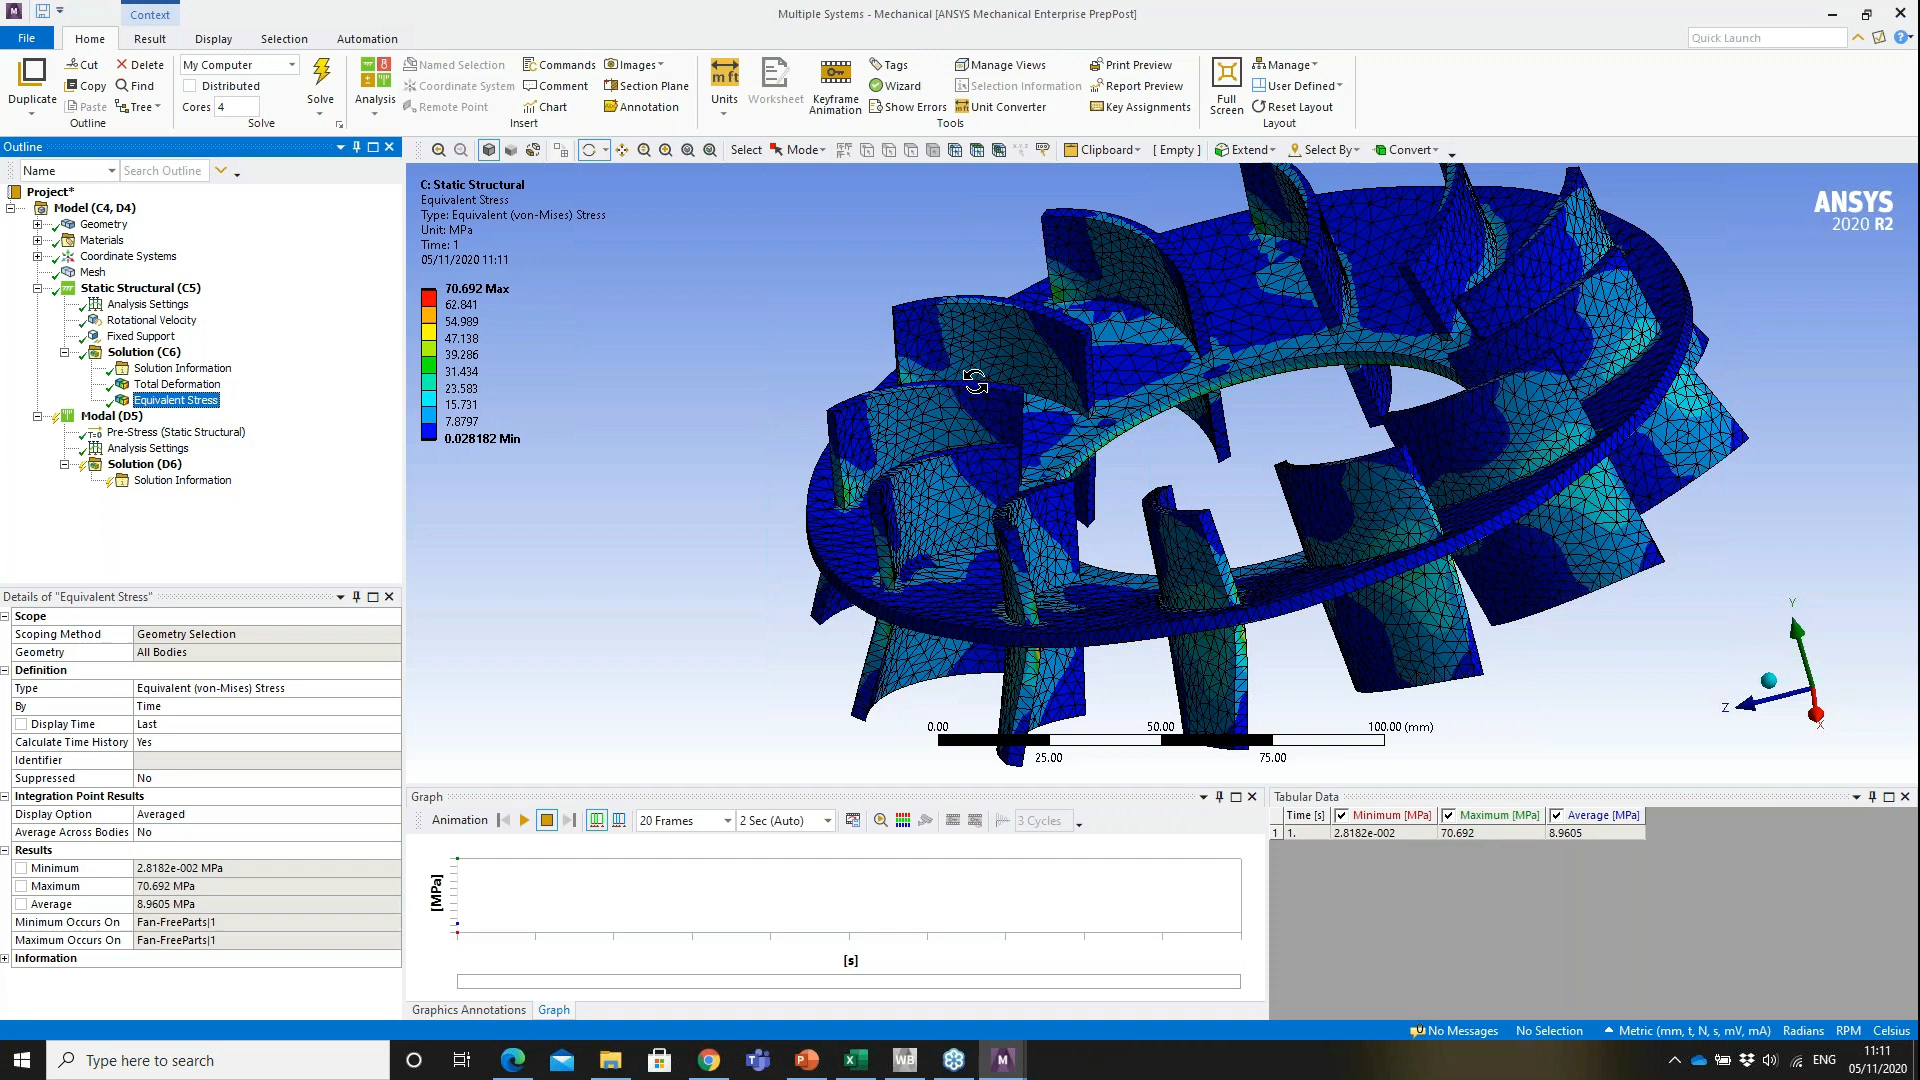 Context
Multiple Systems - Mechanical [ANSYS Mechanical Enterprise PrepPost]
File Home Result Display Selection Automation
Quick Launch
Duplicate
Cut
Copy
Paste
Delete
Find
Tree
Outline
My Computer
Distributed
Cores 4
Solve
Solve
Analysis
Named Selection
Coordinate System
Remote Point
Commands
Comment
Chart
Images
Section Plane
Annotation
Insert
Units
Worksheet
Keyframe
Animation
Tags
Wizard
Show Errors
Manage Views
Selection Information
Unit Converter
Print Preview
Report Preview
Key Assignments
Tools
Full
Screen
Manage
User Defined
Reset Layout
Layout
Outline
Name
Search Outline
Select Mode Clipboard [ Empty ] Extend Select By Convert
Project*
Model (C4, D4)
Geometry
Materials
Coordinate Systems
Mesh
Static Structural (C5)
Analysis Settings
Rotational Velocity
Fixed Support
Solution (C6)
Solution Information
Total Deformation
Equivalent Stress
Modal (D5)
Pre-Stress (Static Structural)
Analysis Settings
Solution (D6)
Solution Information
C: Static Structural
Equivalent Stress
Type: Equivalent (von-Mises) Stress
Unit: MPa
Time: 1
05/11/2020 11:11
70.692 Max
62.841
54.989
47.138
39.286
31.434
23.583
15.731
7.8797
0.028182 Min
ANSYS
2020 R2
Y
Z
X
0.00 50.00 100.00 (mm)
25.00 75.00
Details of "Equivalent Stress"
Scope
Scoping Method Geometry Selection
Geometry All Bodies
Definition
Type Equivalent (von-Mises) Stress
By Time
Display Time Last
Calculate Time History Yes
Identifier
Suppressed No
Integration Point Results
Display Option Averaged
Average Across Bodies No
Results
Minimum 2.8182e-002 MPa
Maximum 70.692 MPa
Average 8.9605 MPa
Minimum Occurs On Fan-FreeParts|1
Maximum Occurs On Fan-FreeParts|1
Information
Graph
Animation 20 Frames 2 Sec (Auto) 3 Cycles
[MPa]
[s]
Graphics Annotations Graph
Tabular Data
Time [s] Minimum [MPa] Maximum [MPa] Average [MPa]
1 1. 2.8182e-002 70.692 8.9605
No Messages No Selection Metric (mm, t, N, s, mV, mA) Radians RPM Celsius
Type here to search
WB
M
ENG
11:11
05/11/2020